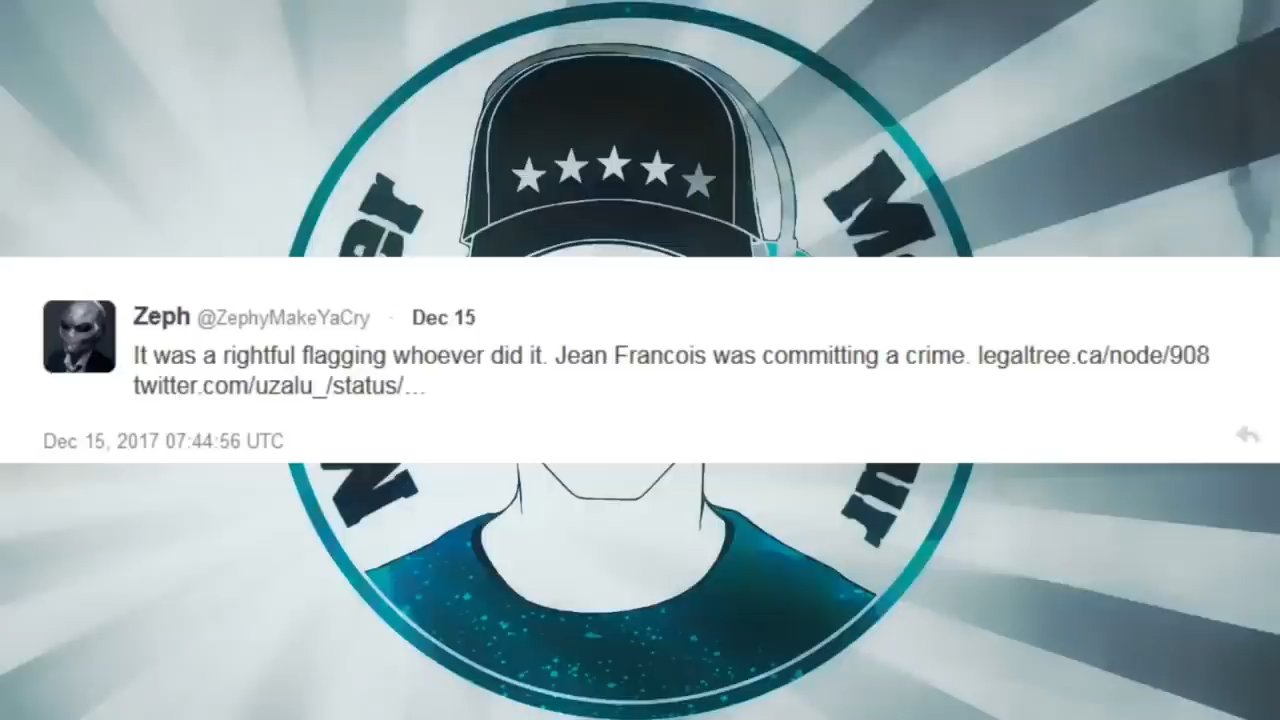 Zeph @ZephyMakeYaCry · Dec 15
It was a rightful flagging whoever did it. Jean Francois was committing a crime. legaltree.ca/node/908
twitter.com/uzalu_/status/…
Dec 15, 2017 07:44:56 UTC